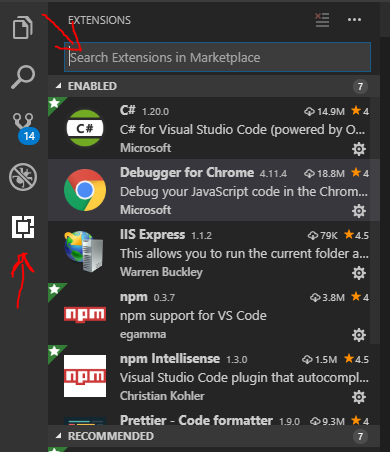 EXTENSIONS
Search Extensions in Marketplace
ENABLED 7
C# 1.20.0 14.9M 4
C# for Visual Studio Code (powered by O...
Microsoft
Debugger for Chrome 4.11.4 18.8M 4
Debug your JavaScript code in the Chrom...
Microsoft
IIS Express 1.1.2 79K 4.5
This allows you to run the current folder a...
Warren Buckley
npm 0.3.7 3.8M 4
npm support for VS Code
egamma
npm Intellisense 1.3.0 1.5M 4.5
Visual Studio Code plugin that autocompl...
Christian Kohler
Prettier - Code formatter 1.9.0 9.3M 4
RECOMMENDED 7
14
C#
npm
npm